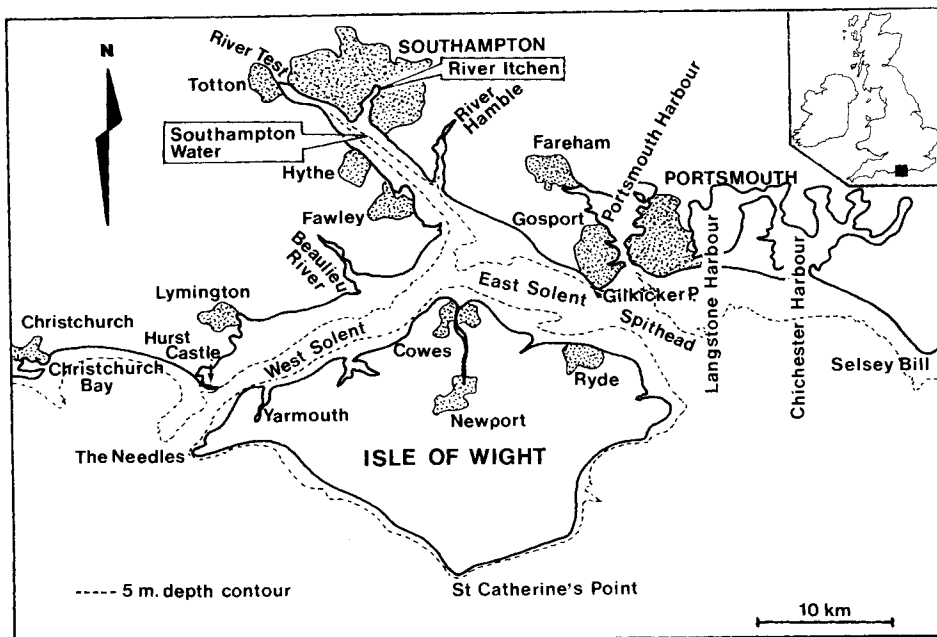 N
River Test
SOUTHAMPTON
River Itchen
Totton
River
Hamble
Southampton
Water
Hythe
Fawley
Fareham
Portsmouth Harbour
PORTSMOUTH
Gosport
Beaulieu
River
Lymington
East Solent
Gilkicker P.
Spithead
Langstone Harbour
Chichester Harbour
Christchurch
Hurst
Castle
Christchurch
Bay
West Solent
Cowes
Ryde
Selsey Bill
Yarmouth
Newport
The Needles
ISLE OF WIGHT
5 m. depth contour
St Catherine's Point
10 km